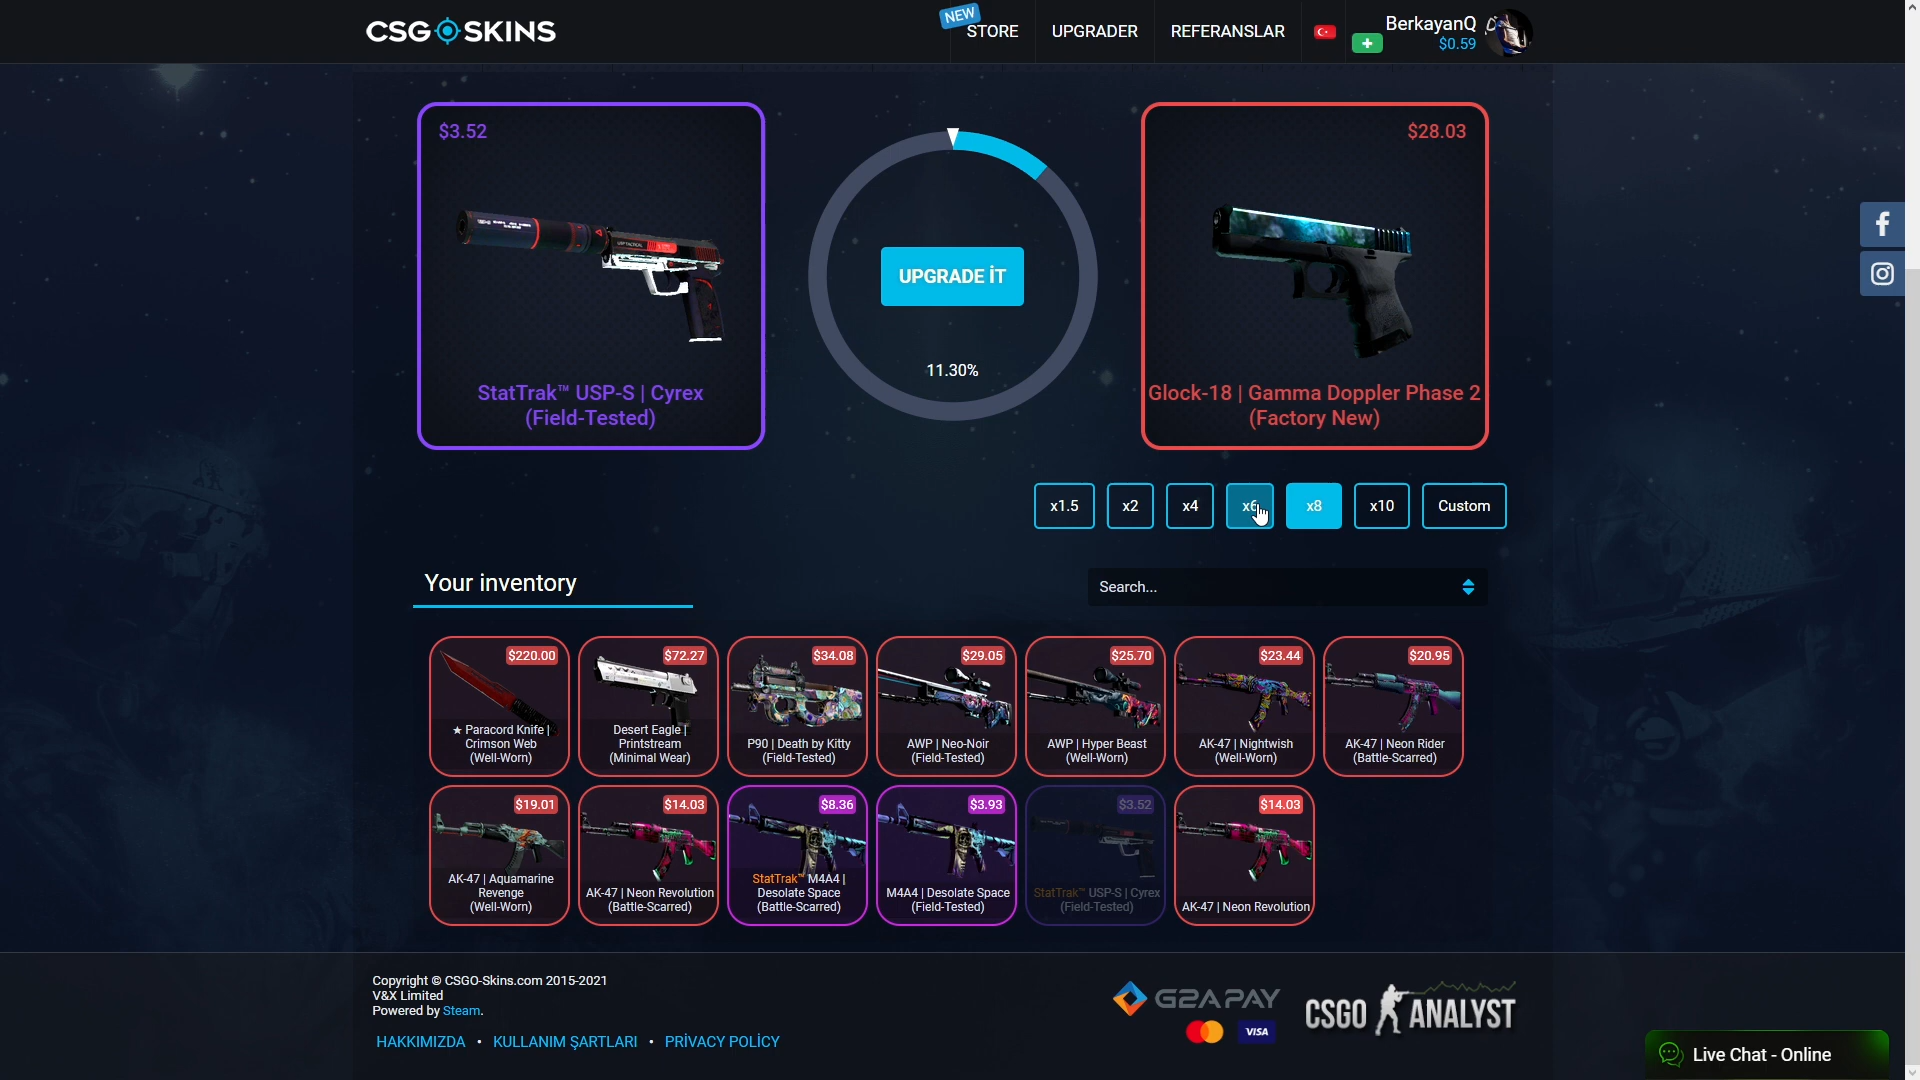 CSGO SKINS
NEW
STORE
UPGRADER
REFERANSLAR
BerkayanQ
$0.59
$3.52
StatTrak™ USP-S | Cyrex
(Field-Tested)
UPGRADE İT
11.30%
$28.03
Glock-18 | Gamma Doppler Phase 2
(Factory New)
x1.5
x2
x4
x6
x8
x10
Custom
Your inventory
Search...
$220.00
★ Paracord Knife |
Crimson Web
(Well-Worn)
$72.27
Desert Eagle |
Printstream
(Minimal Wear)
$34.08
P90 | Death by Kitty
(Field-Tested)
$29.05
AWP | Neo-Noir
(Field-Tested)
$25.70
AWP | Hyper Beast
(Well-Worn)
$23.44
AK-47 | Nightwish
(Well-Worn)
$20.95
AK-47 | Neon Rider
(Battle-Scarred)
$19.01
AK-47 | Aquamarine
Revenge
(Well-Worn)
$14.03
AK-47 | Neon Revolution
(Battle-Scarred)
$8.36
StatTrak™ M4A4 |
Desolate Space
(Battle-Scarred)
$3.93
M4A4 | Desolate Space
(Field-Tested)
$3.52
StatTrak™ USP-S | Cyrex
(Field-Tested)
$14.03
AK-47 | Neon Revolution
Copyright © CSGO-Skins.com 2015-2021
V&X Limited
Powered by Steam.
HAKKIMIZDA • KULLANIM ŞARTLARI • PRİVACY POLİCY
G2A PAY
VISA
CSGO ANALYST
Live Chat - Online